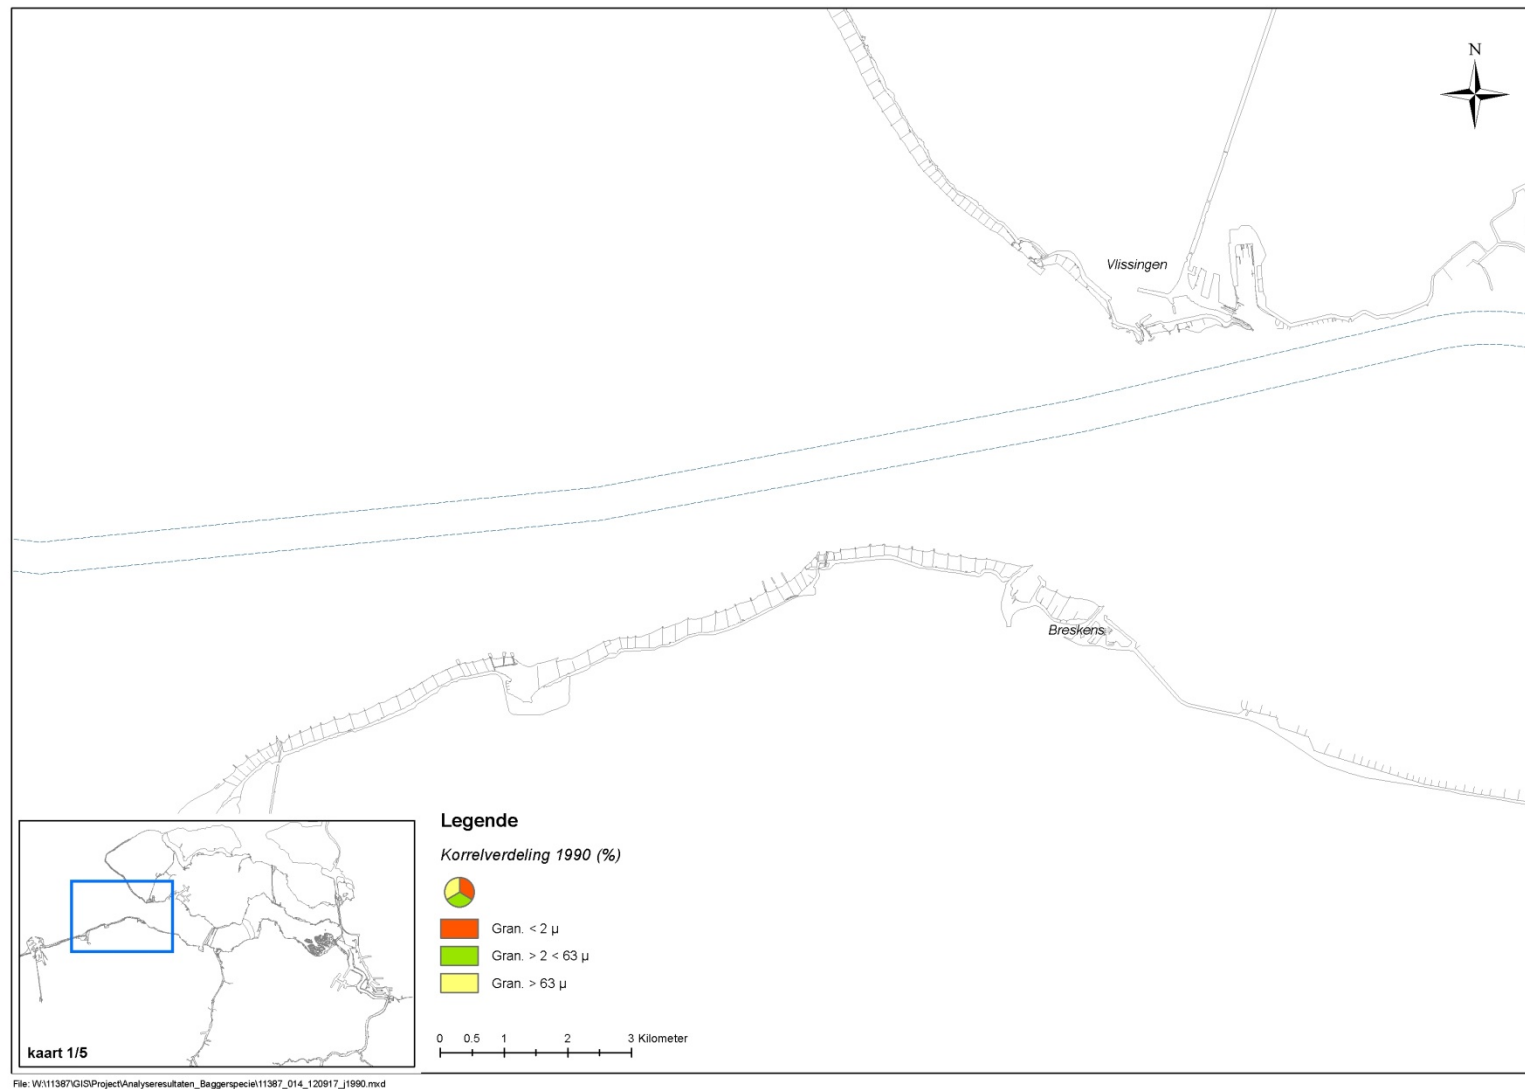 N
Vlissingen
Breskens
Legende
Korrelverdeling 1990 (%)
Gran. < 2 µ
Gran. > 2 < 63 µ
Gran. > 63 µ
0 0.5 1 2 3 Kilometer
kaart 1/5
File: W:\11387\GIS\Project\Analyseresultaten_Baggerspecie\11387_014_120917_j1990.mxd